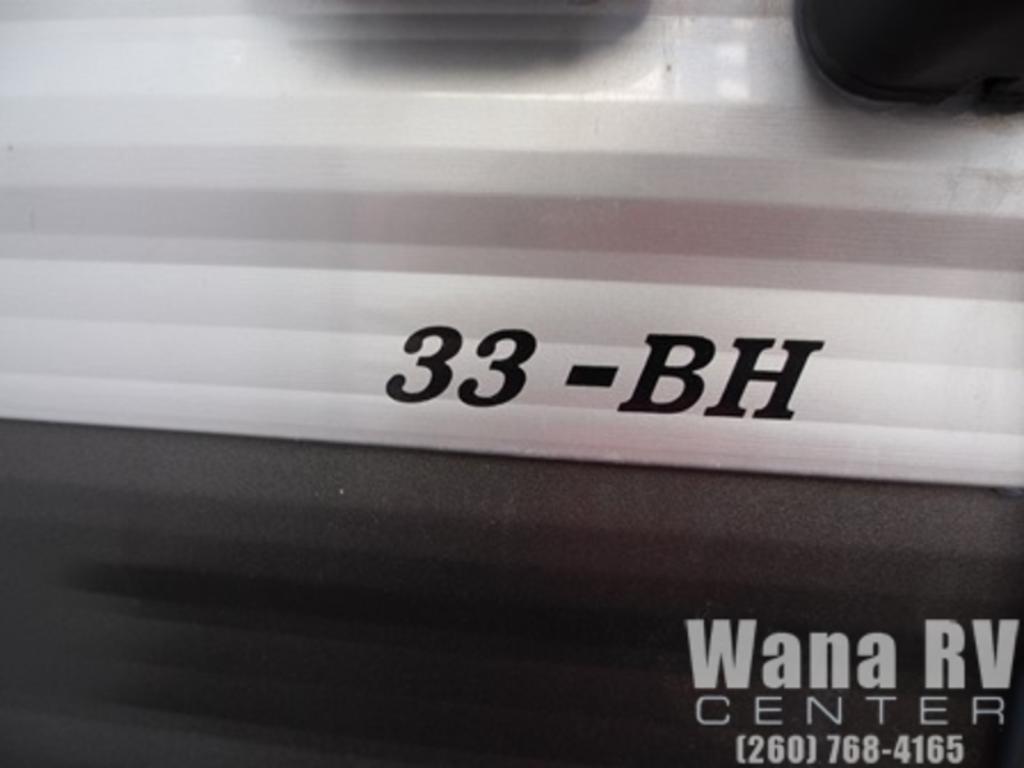 33-BH
Wana RV
CENTER
(260) 768-4165